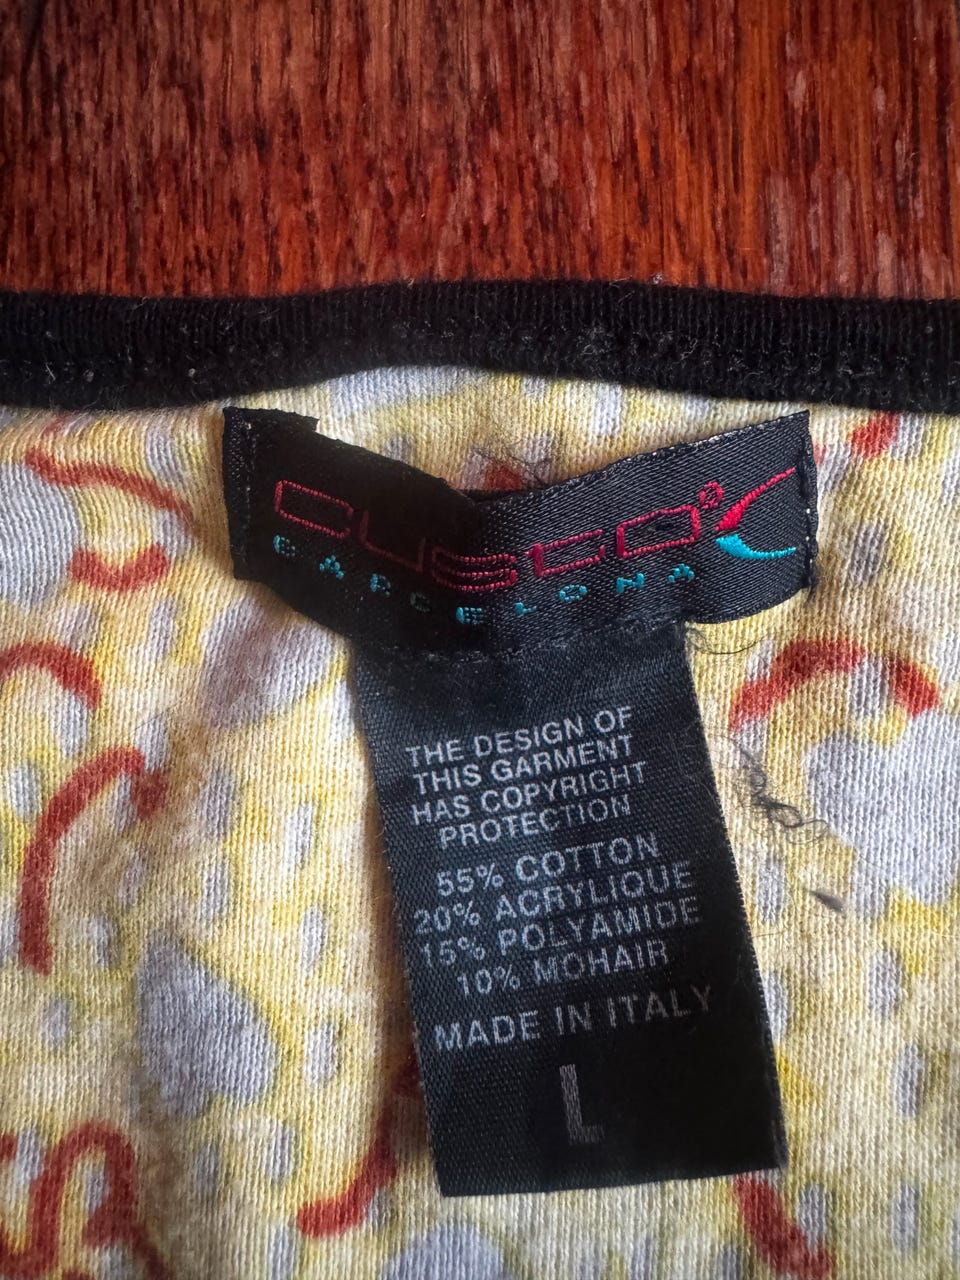 CUSTO
BARCELONA
THE DESIGN OF
THIS GARMENT
HAS COPYRIGHT
PROTECTION
55% COTTON
20% ACRYLIQUE
15% POLYAMIDE
10% MOHAIR
MADE IN ITALY
L